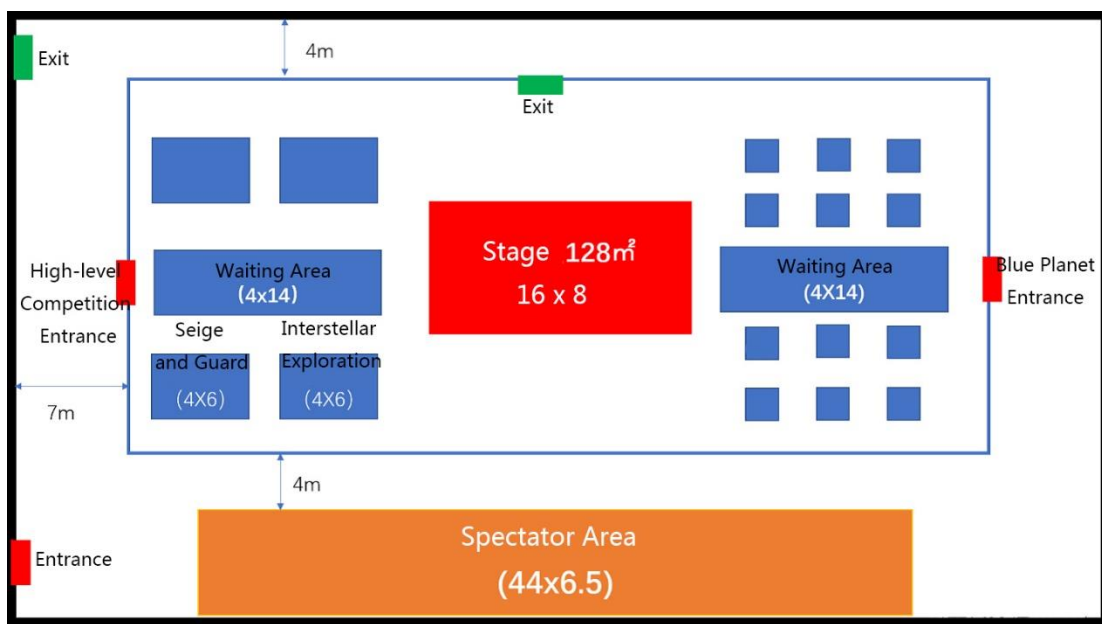 Exit
4m
Exit
Stage 128㎡
16 x 8
High-level
Competition
Entrance
Waiting Area
(4x14)
Waiting Area
(4X14)
Blue Planet
Entrance
Seige
and Guard
(4X6)
Interstellar
Exploration
(4X6)
7m
4m
Spectator Area
(44x6.5)
Entrance